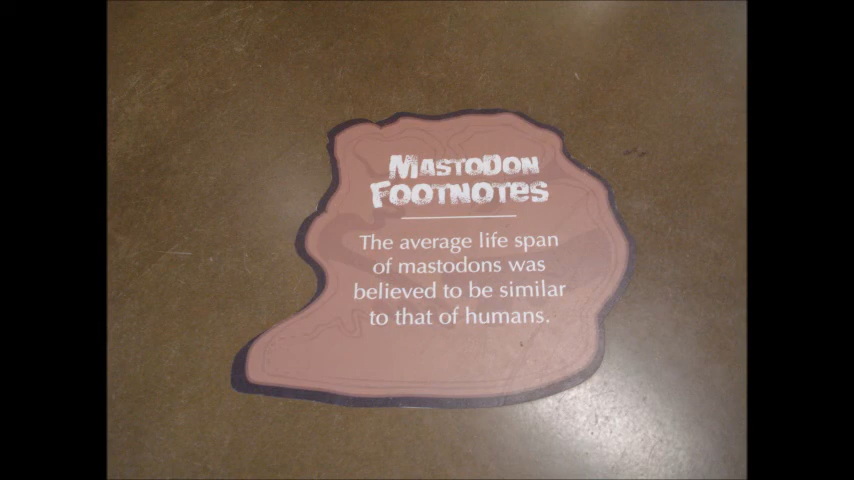 MASTODON
FOOTNOTES
The average life span
of mastodons was
believed to be similar
to that of humans.